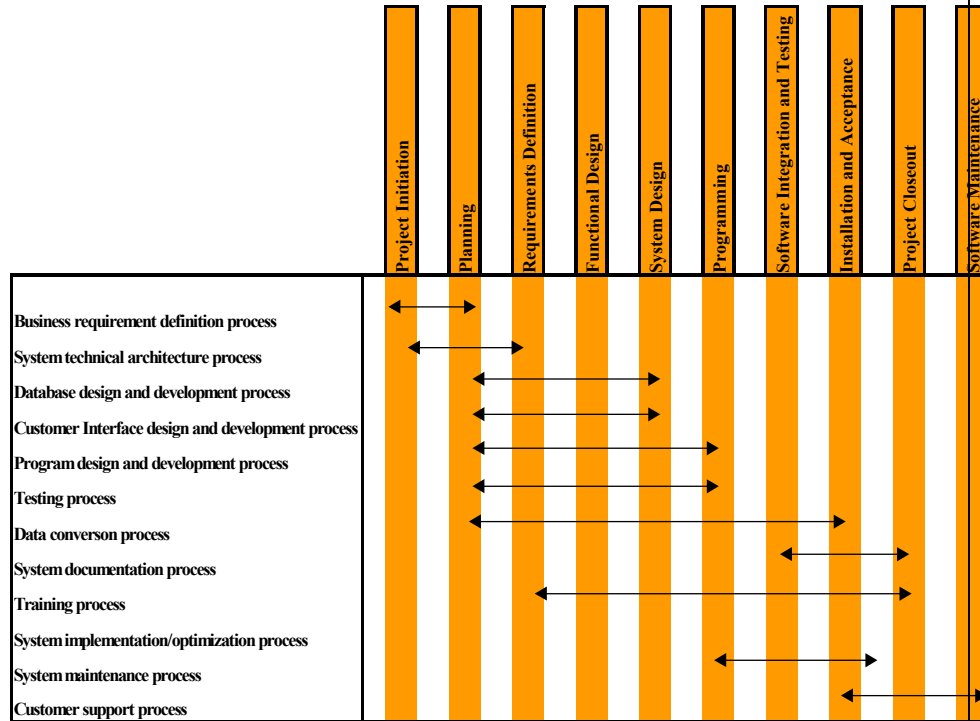 Project Initiation
Planning
Requirements Definition
Functional Design
System Design
Programming
Software Integration and Testing
Installation and Acceptance
Project Closeout
Software Maintenance
Business requirement definition process
System technical architecture process
Database design and development process
Customer Interface design and development process
Program design and development process
Testing process
Data converson process
System documentation process
Training process
System implementation/optimization process
System maintenance process
Customer support process